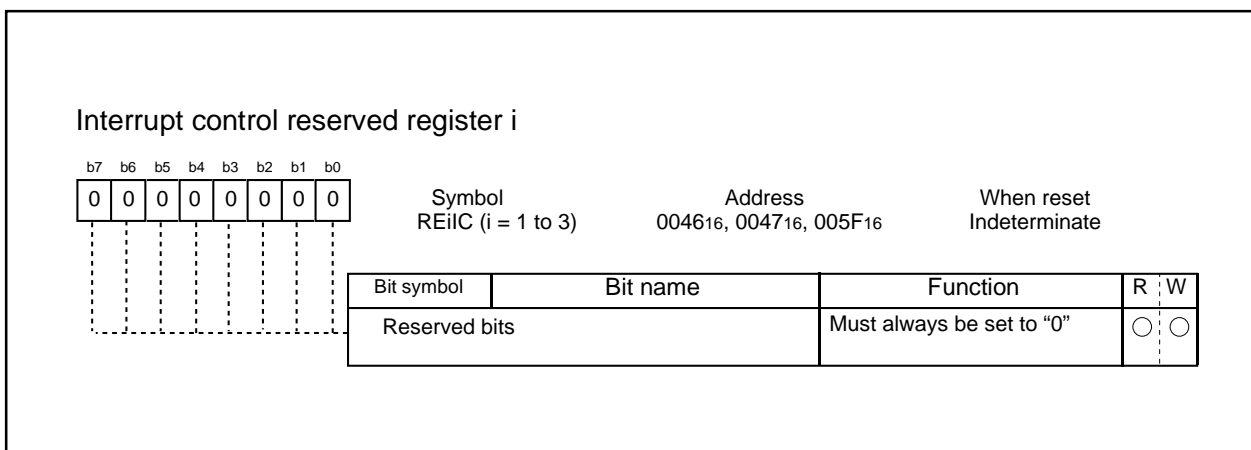 Interrupt control reserved register i
b7 b6 b5 b4 b3 b2 b1 b0
0 0 0 0 0 0 0 0
Symbol Address When reset
REiIC (i = 1 to 3) 004616, 004716, 005F16 Indeterminate
Bit symbol Bit name Function R W
Reserved bits Must always be set to “0” ○ ○